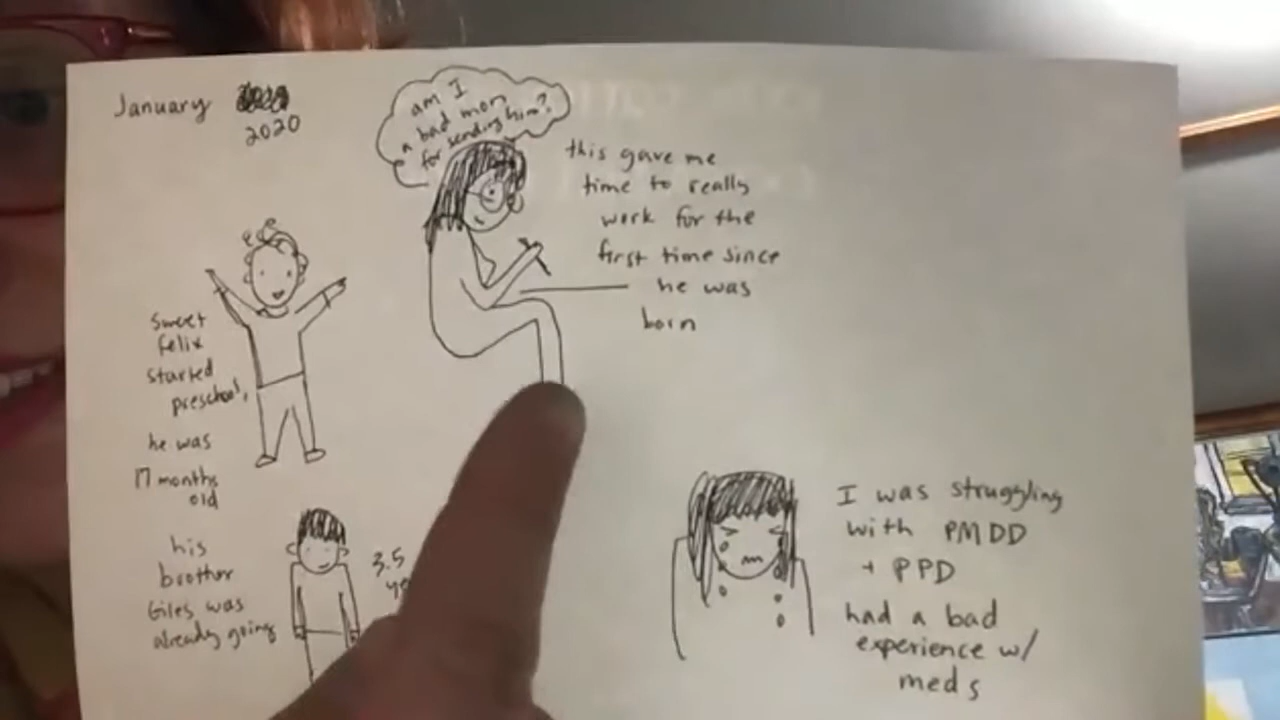 January
2020
am I
a bad mom
for sending him?
this gave me
time to really
work for the
first time since
he was
born
sweet
felix
started
preschool,
he was
17 months
old
his
brother
Giles was
already going
3.5
I was struggling
with PMDD
+ PPD
had a bad
experience w/
meds